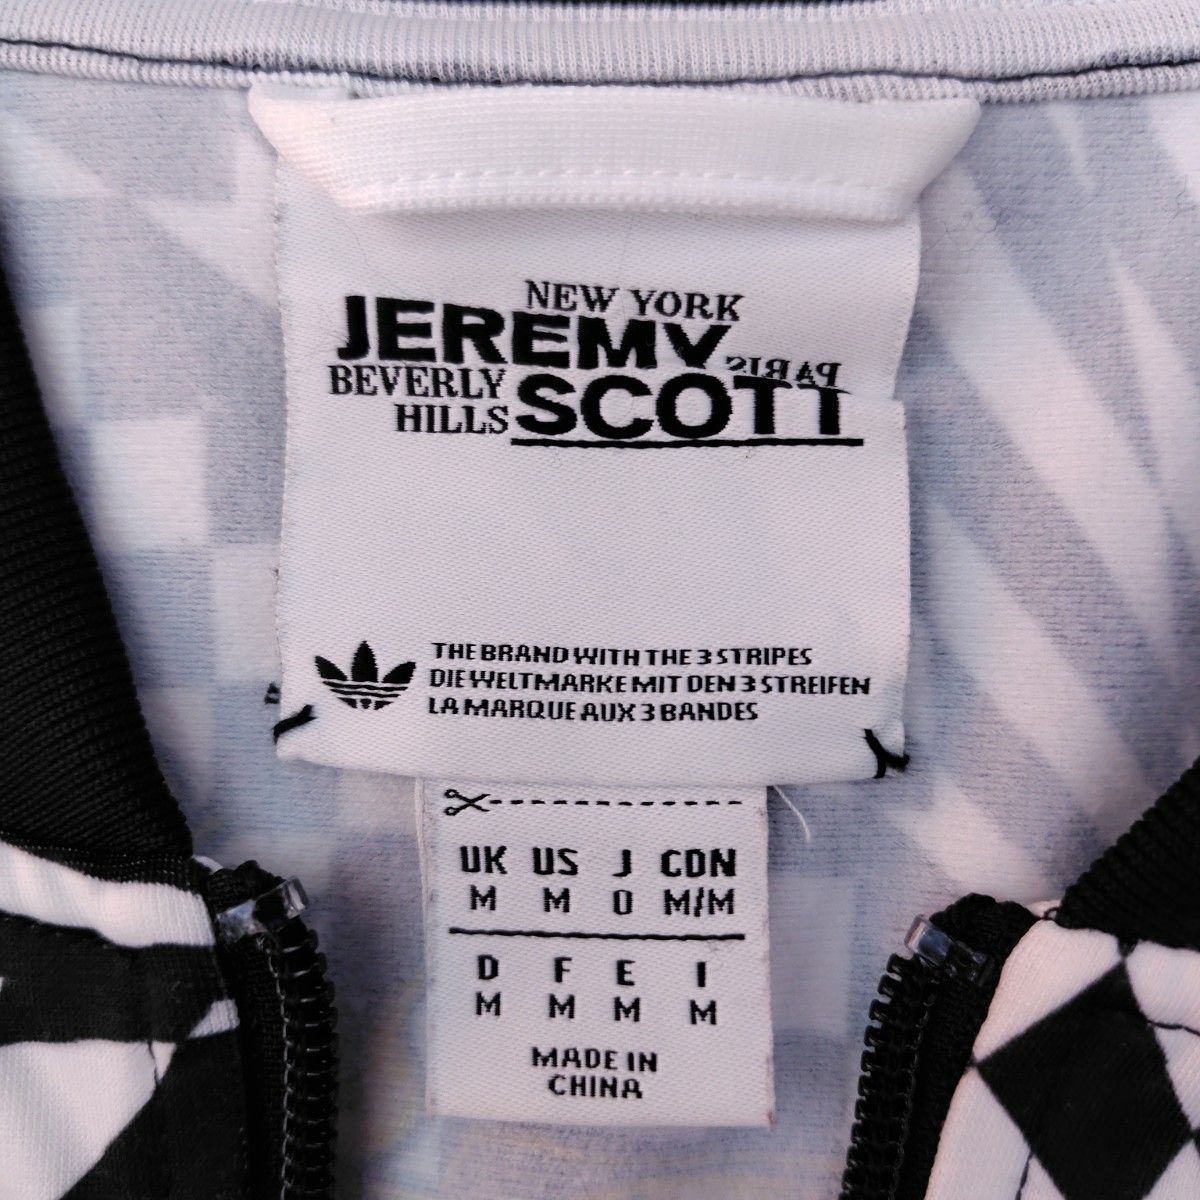 NEW YORK
JEREMY
PARIS
BEVERLY
HILLS
SCOTT
THE BRAND WITH THE 3 STRIPES
DIE WELTMARKE MIT DEN 3 STREIFEN
LA MARQUE AUX 3 BANDES
UK US J CDN
M M O M/M
D F E I
M M M M
MADE IN
CHINA